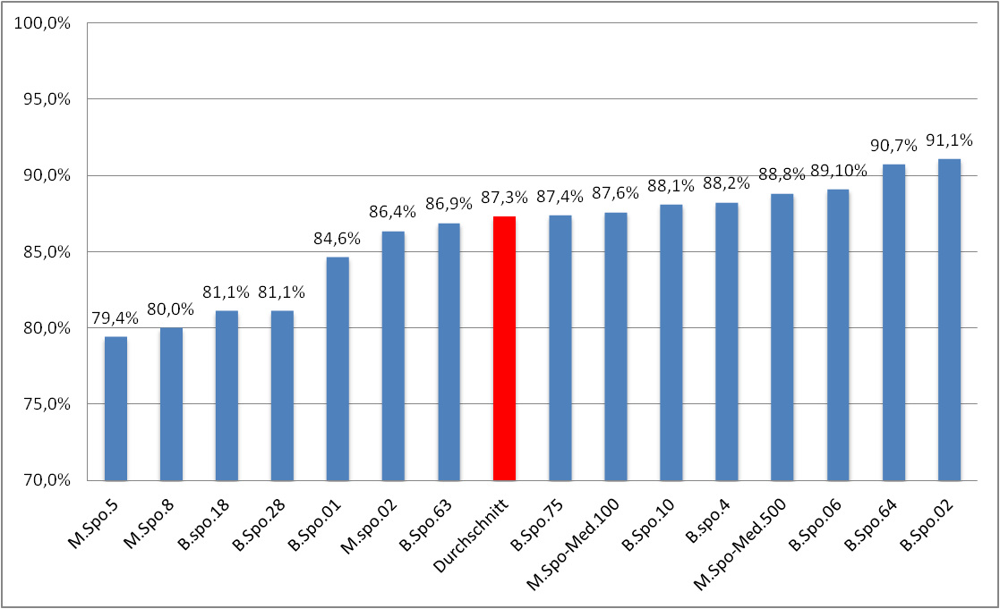 100,0%
95,0%
90,0%
85,0%
80,0%
75,0%
70,0%
79,4%
80,0%
81,1%
81,1%
84,6%
86,4%
86,9%
87,3%
87,4%
87,6%
88,1%
88,2%
88,8%
89,10%
90,7%
91,1%
M.Spo.5
M.Spo.8
B.spo.18
B.Spo.28
B.Spo.01
M.spo.02
B.Spo.63
Durchschnitt
B.Spo.75
M.Spo-Med.100
B.Spo.10
B.spo.4
M.Spo-Med.500
B.Spo.06
B.Spo.64
B.Spo.02